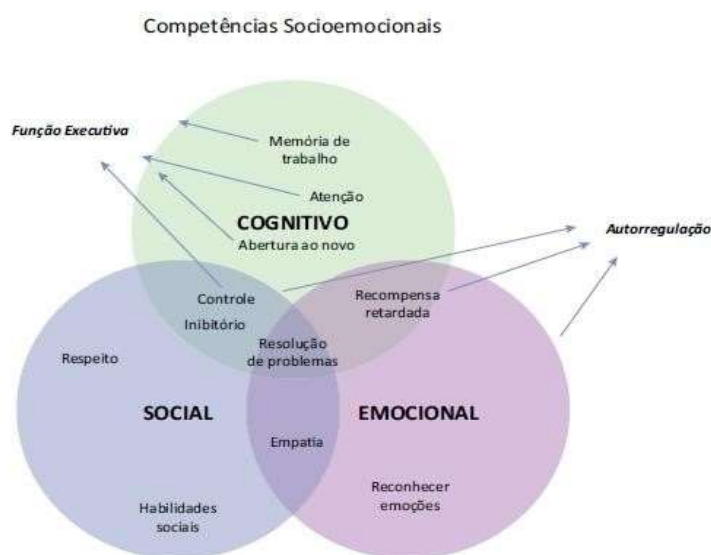 Competências Socioemocionais
Função Executiva
Memória de
trabalho
Atenção
COGNITIVO
Abertura ao novo
Autorregulação
Controle
Inibitório
Recompensa
retardada
Resolução
de problemas
Respeito
SOCIAL
EMOCIONAL
Empatia
Habilidades
sociais
Reconhecer
emoções